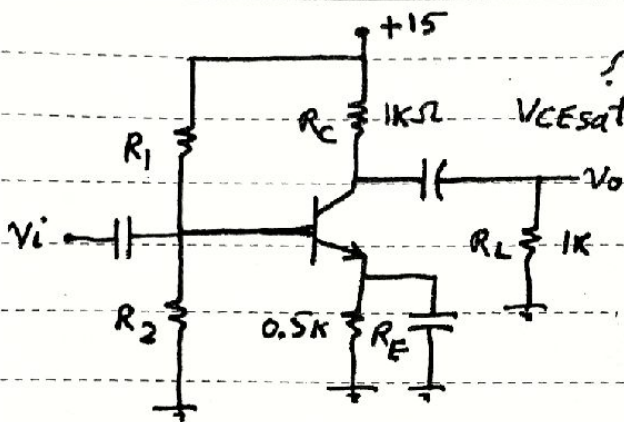 +15
RC 1KΩ
VCEsat
R1
Vo
Vi
RL 1K
R2
0.5K RE